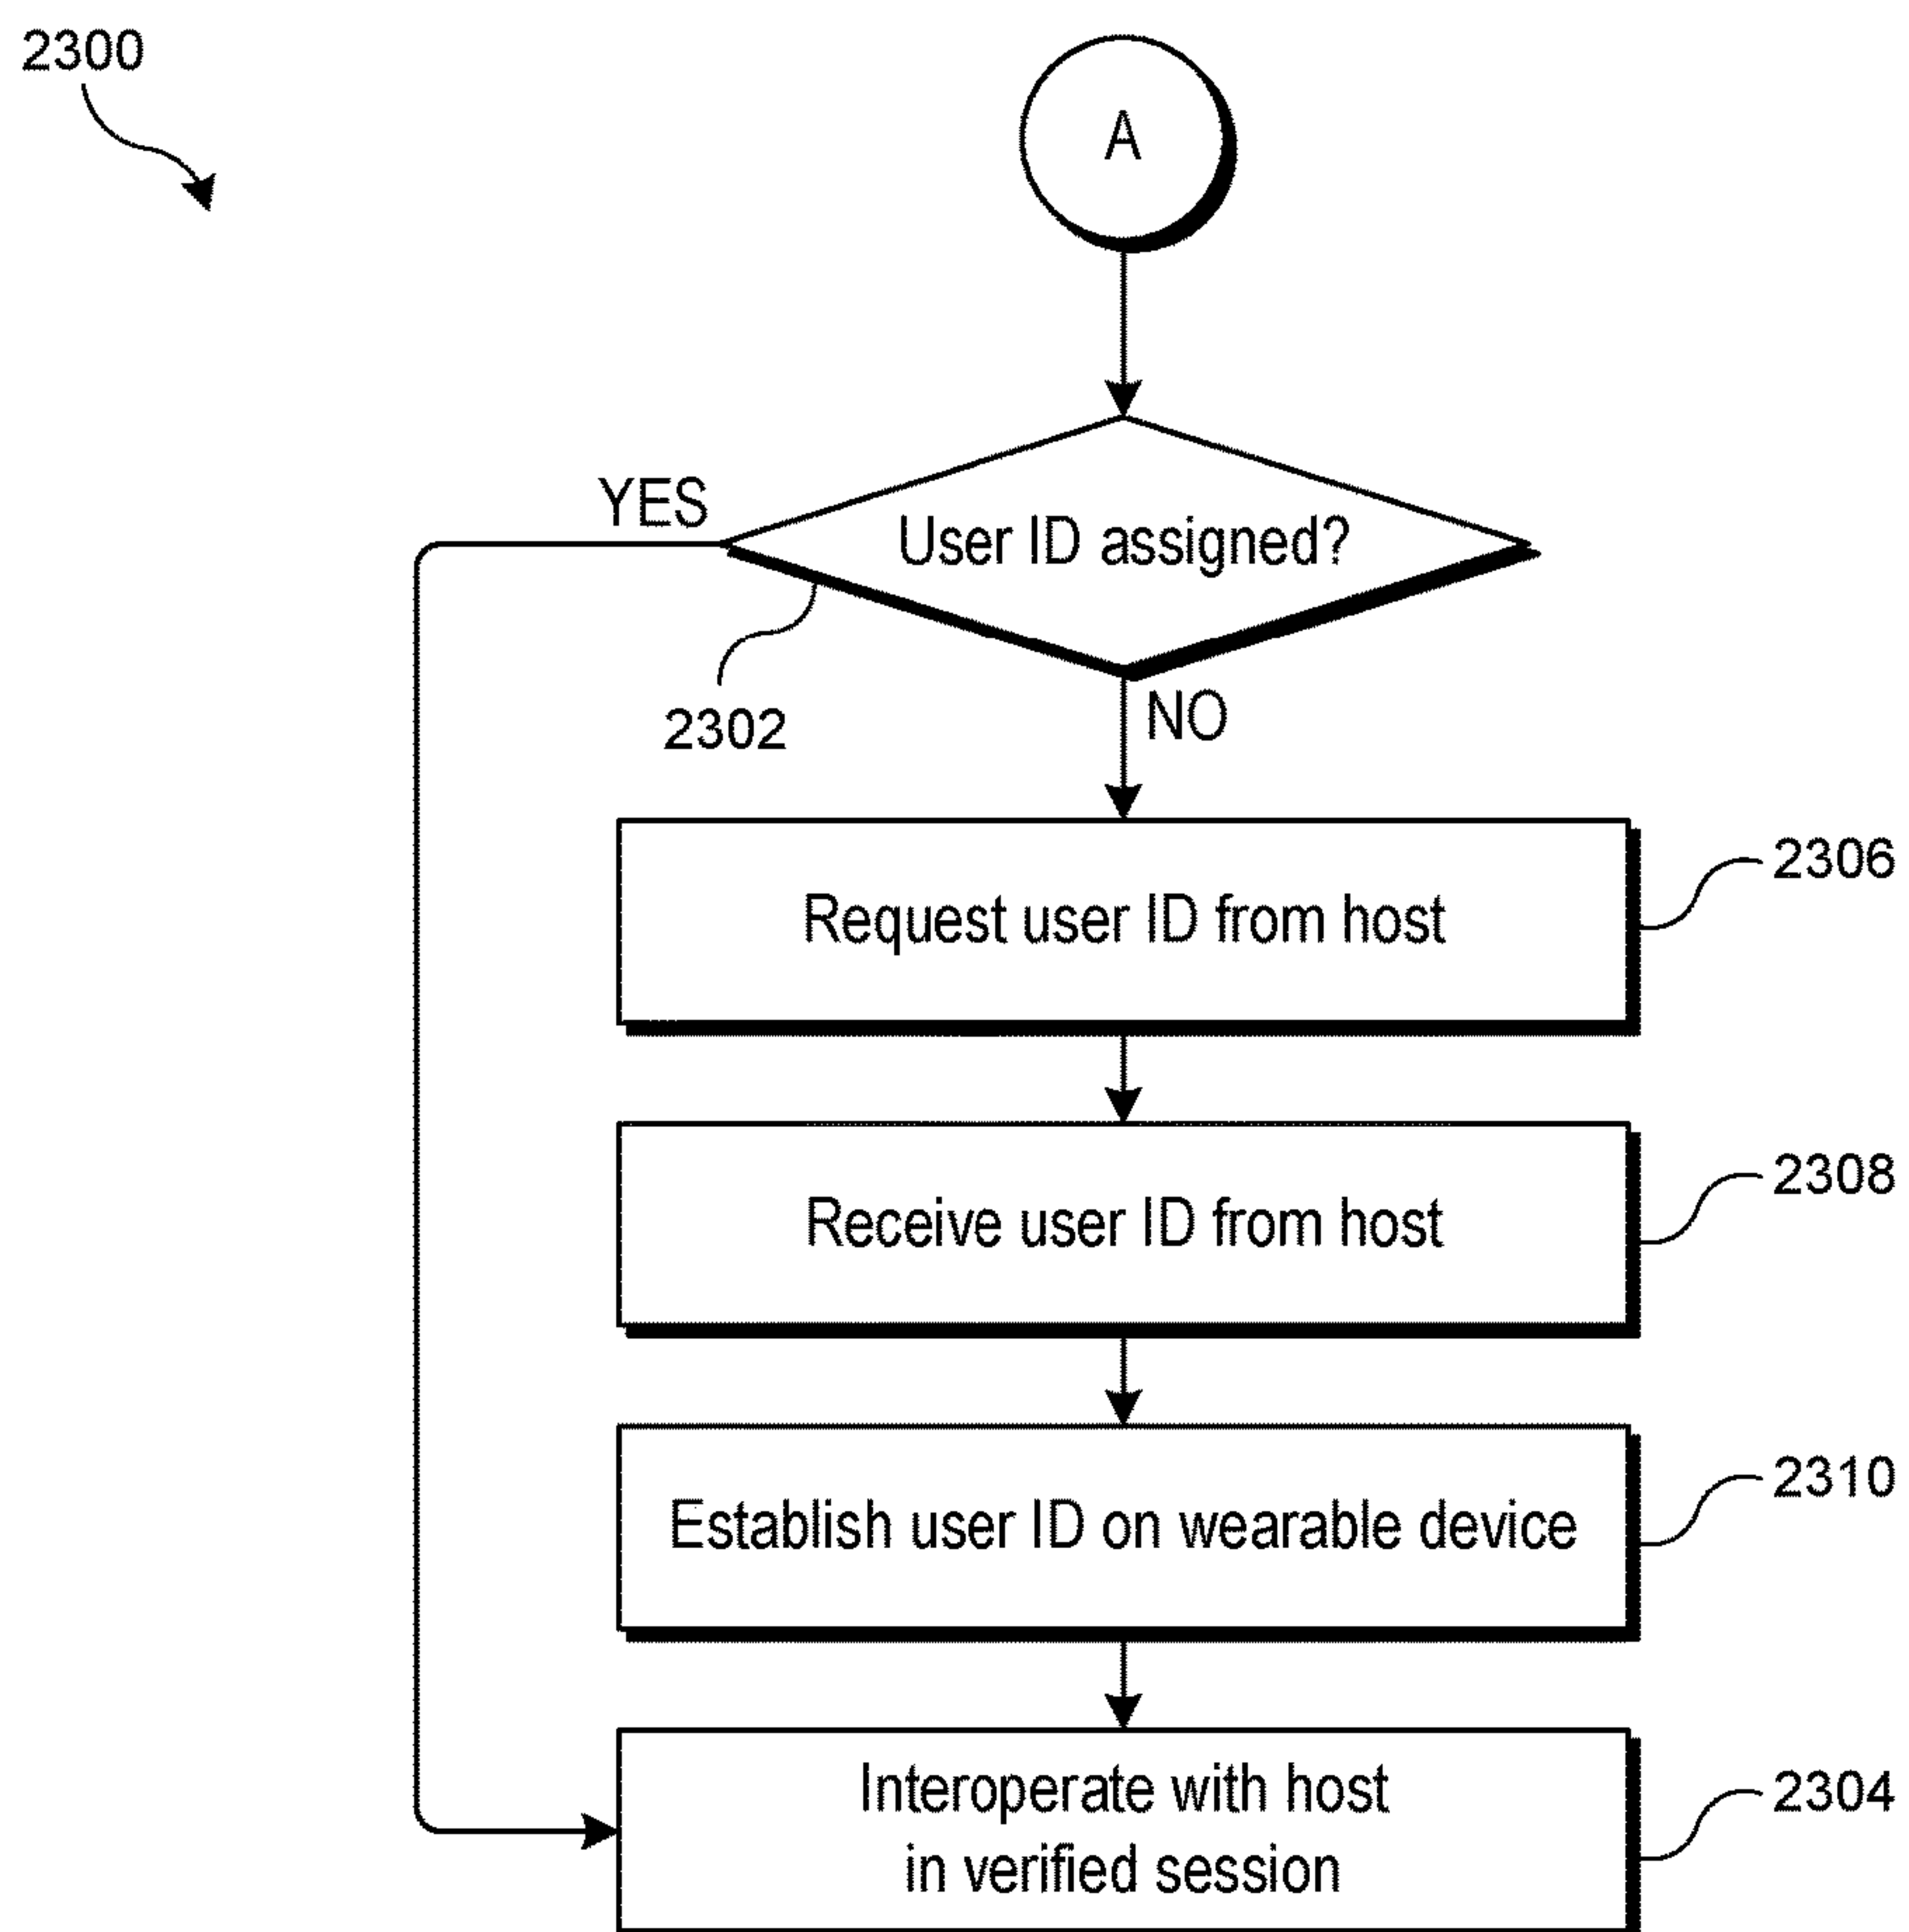 2300
A
YES
User ID assigned?
2302
NO
2306
Request user ID from host
2308
Receive user ID from host
2310
Establish user ID on wearable device
2304
Interoperate with host
in verified session